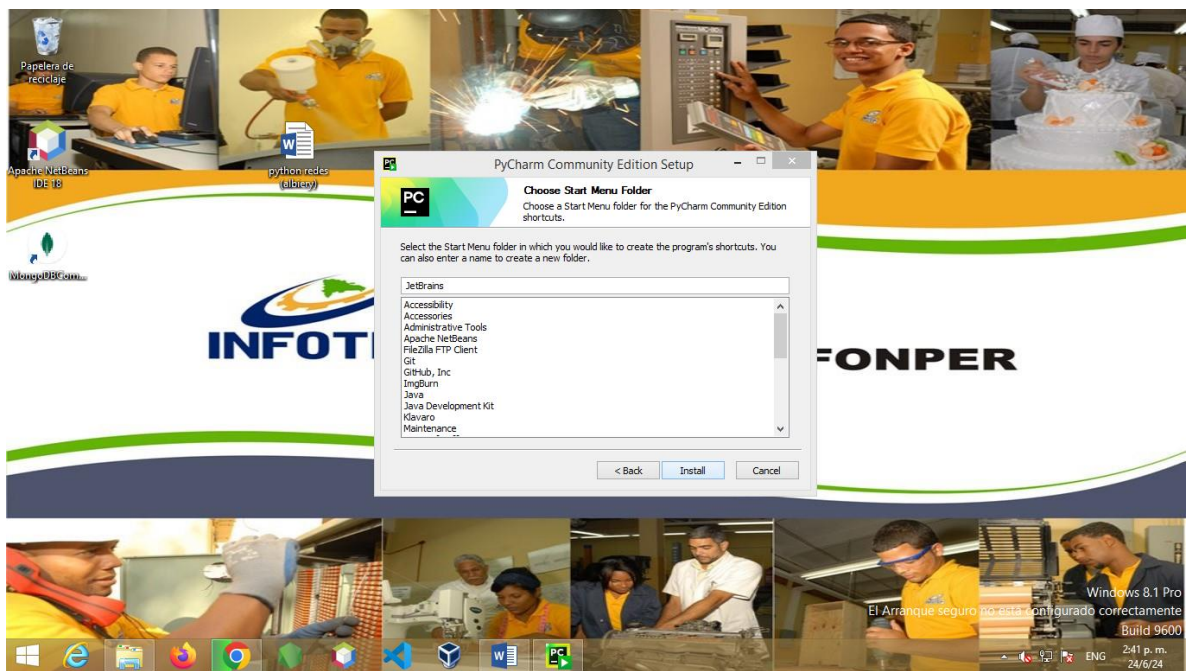 Papelera de
reciclaje
Apache NetBeans
IDE 18
python redes
(albiery)
MongoDBCom...
PyCharm Community Edition Setup
PC
Choose Start Menu Folder
Choose a Start Menu folder for the PyCharm Community Edition
shortcuts.
Select the Start Menu folder in which you would like to create the program's shortcuts. You
can also enter a name to create a new folder.
JetBrains
Accessibility
Accessories
Administrative Tools
Apache NetBeans
FileZilla FTP Client
Git
GitHub, Inc
ImgBurn
Java
Java Development Kit
Klavaro
Maintenance
< Back
Install
Cancel
INFOT
FONPER
Windows 8.1 Pro
El Arranque seguro no está configurado correctamente
Build 9600
ENG
2:41 p. m.
24/6/24